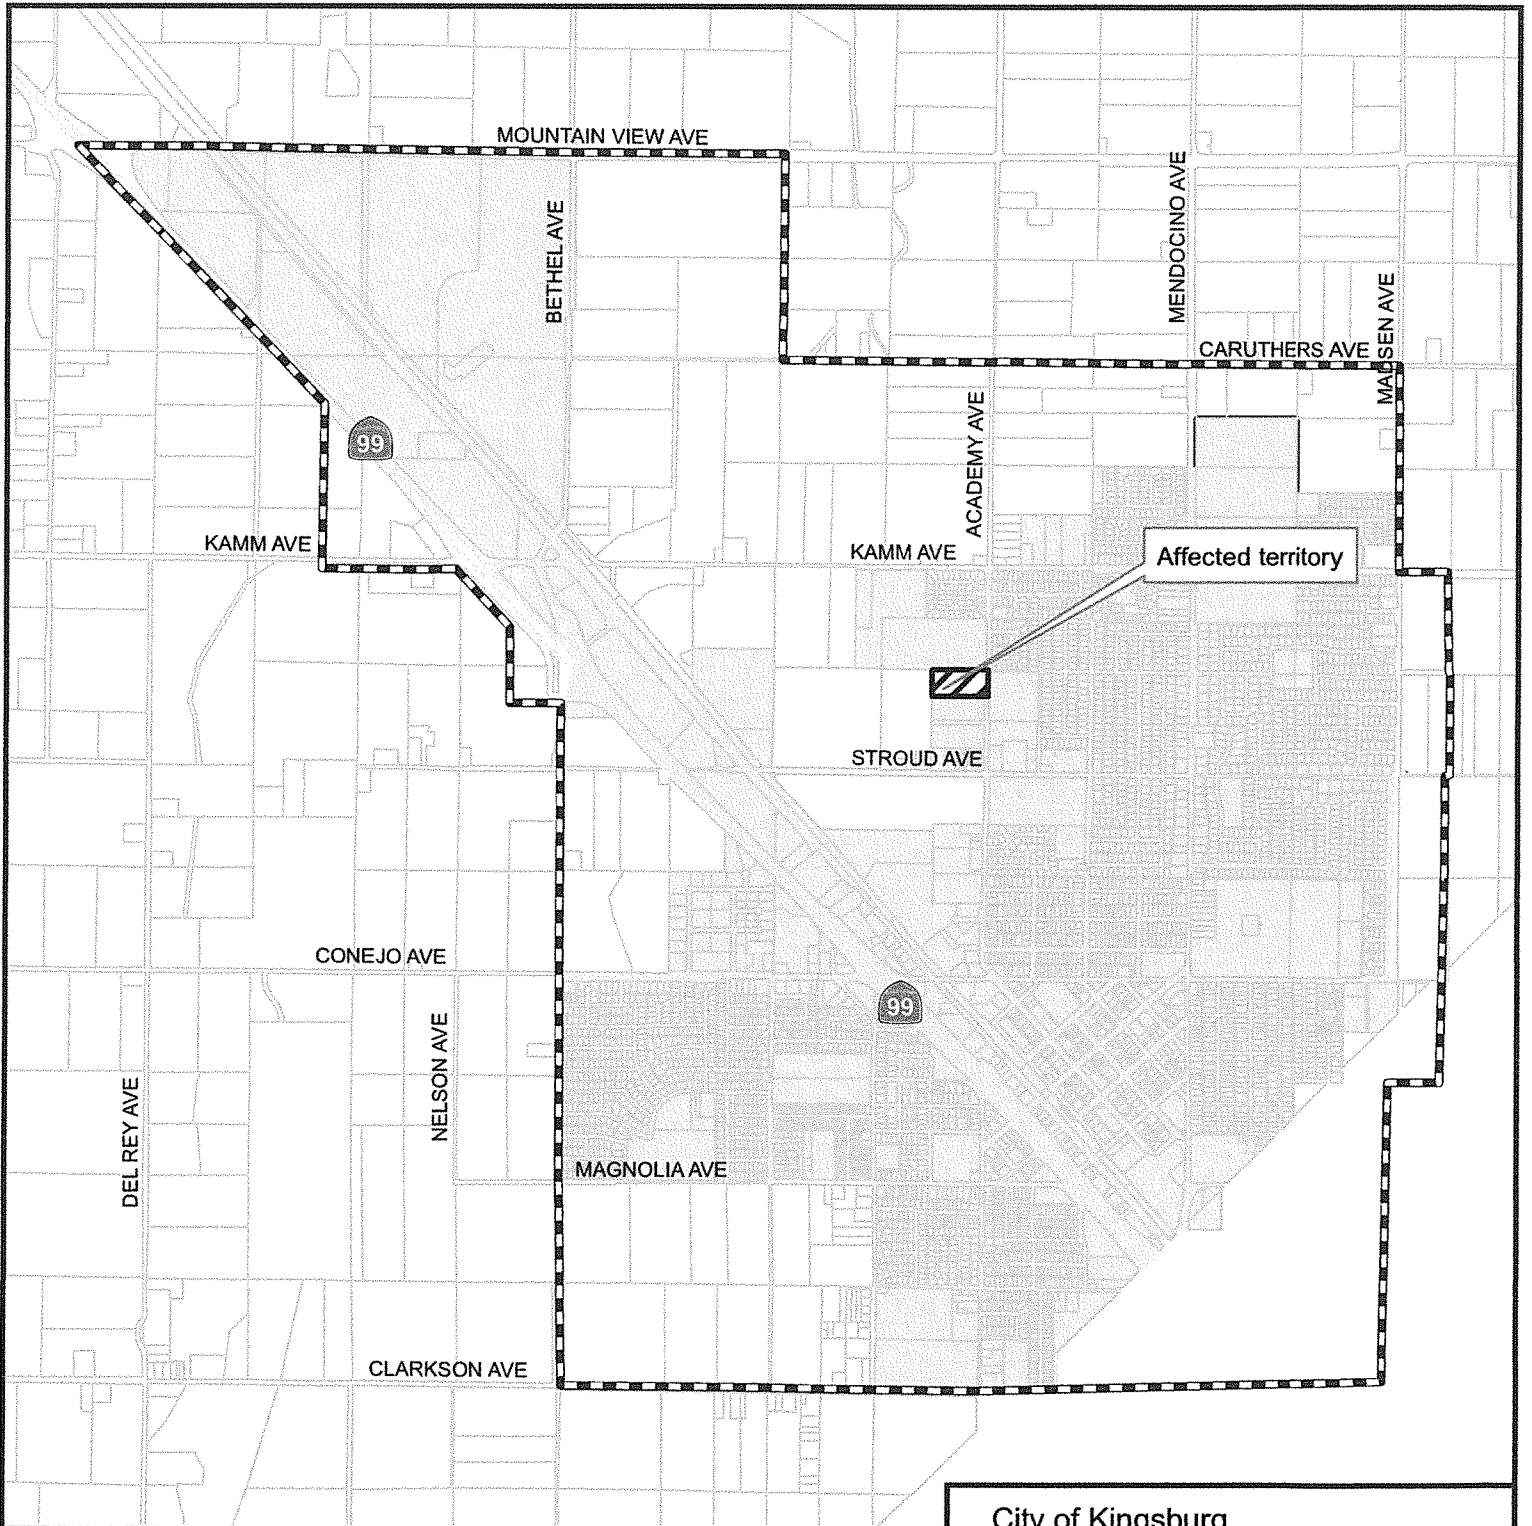 MOUNTAIN VIEW AVE
BETHEL AVE
MENDOCINO AVE
MADSEN AVE
CARUTHERS AVE
99
ACADEMY AVE
KAMM AVE
KAMM AVE
Affected territory
STROUD AVE
CONEJO AVE
99
NELSON AVE
DEL REY AVE
MAGNOLIA AVE
CLARKSON AVE
City of Kingsburg